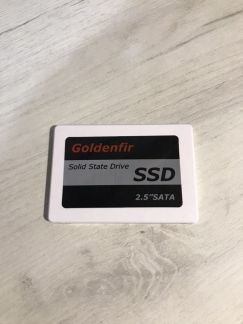 Goldenfir
Solid State Drive
SSD
2.5"SATA